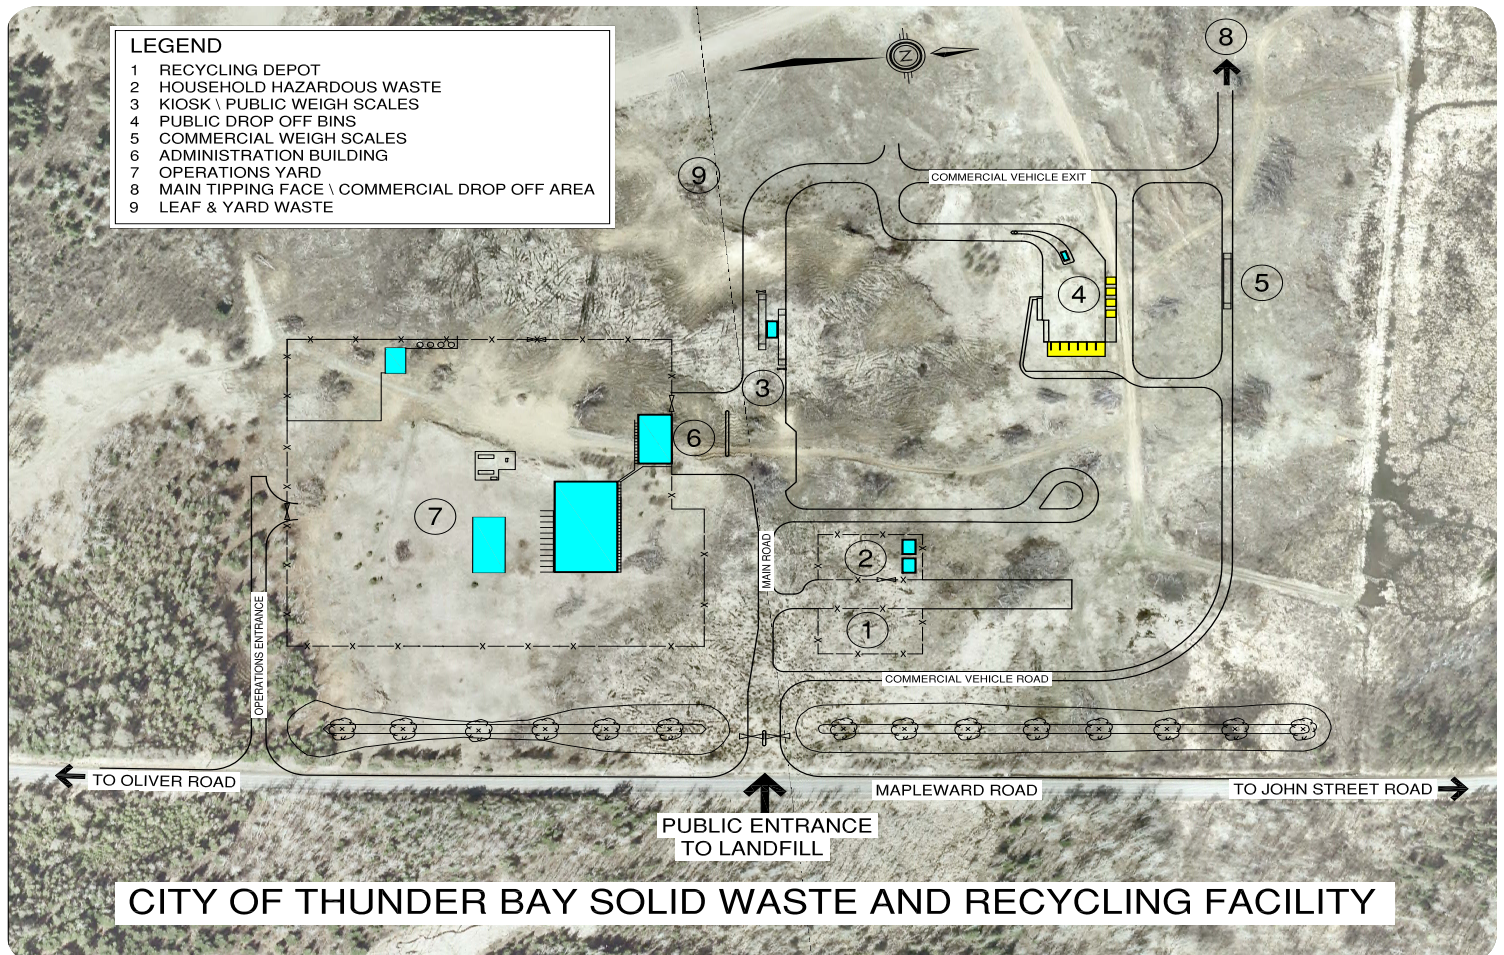 LEGEND
1 RECYCLING DEPOT
2 HOUSEHOLD HAZARDOUS WASTE
3 KIOSK \ PUBLIC WEIGH SCALES
4 PUBLIC DROP OFF BINS
5 COMMERCIAL WEIGH SCALES
6 ADMINISTRATION BUILDING
7 OPERATIONS YARD
8 MAIN TIPPING FACE \ COMMERCIAL DROP OFF AREA
9 LEAF & YARD WASTE
N
8
9
COMMERCIAL VEHICLE EXIT
5
4
3
6
7
2
MAIN ROAD
1
OPERATIONS ENTRANCE
COMMERCIAL VEHICLE ROAD
TO OLIVER ROAD
MAPLEWARD ROAD
TO JOHN STREET ROAD
PUBLIC ENTRANCE
TO LANDFILL
CITY OF THUNDER BAY SOLID WASTE AND RECYCLING FACILITY